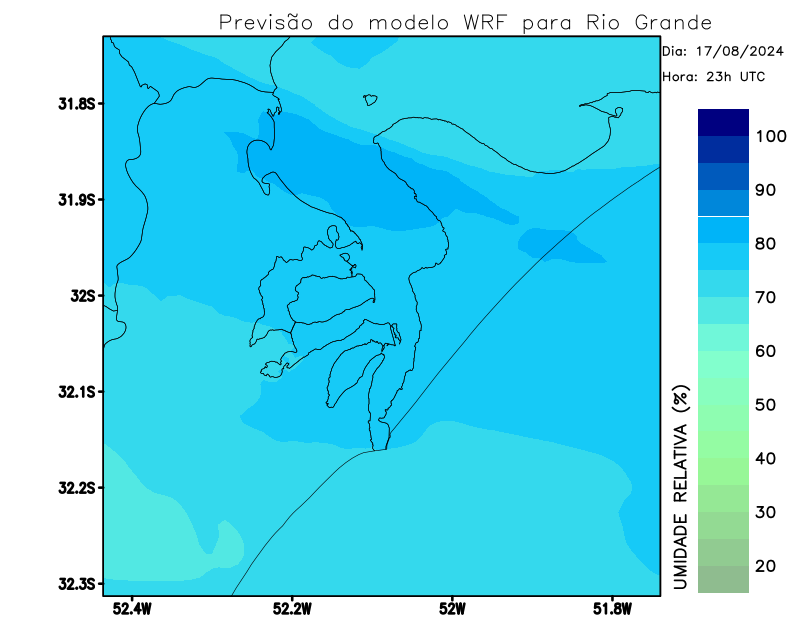 Previsão do modelo WRF para Rio Grande
Dia: 17/08/2024
Hora: 23h UTC
31.8S
31.9S
32S
32.1S
32.2S
32.3S
52.4W
52.2W
52W
51.8W
100
90
80
70
60
50
40
30
20
UMIDADE RELATIVA (%)